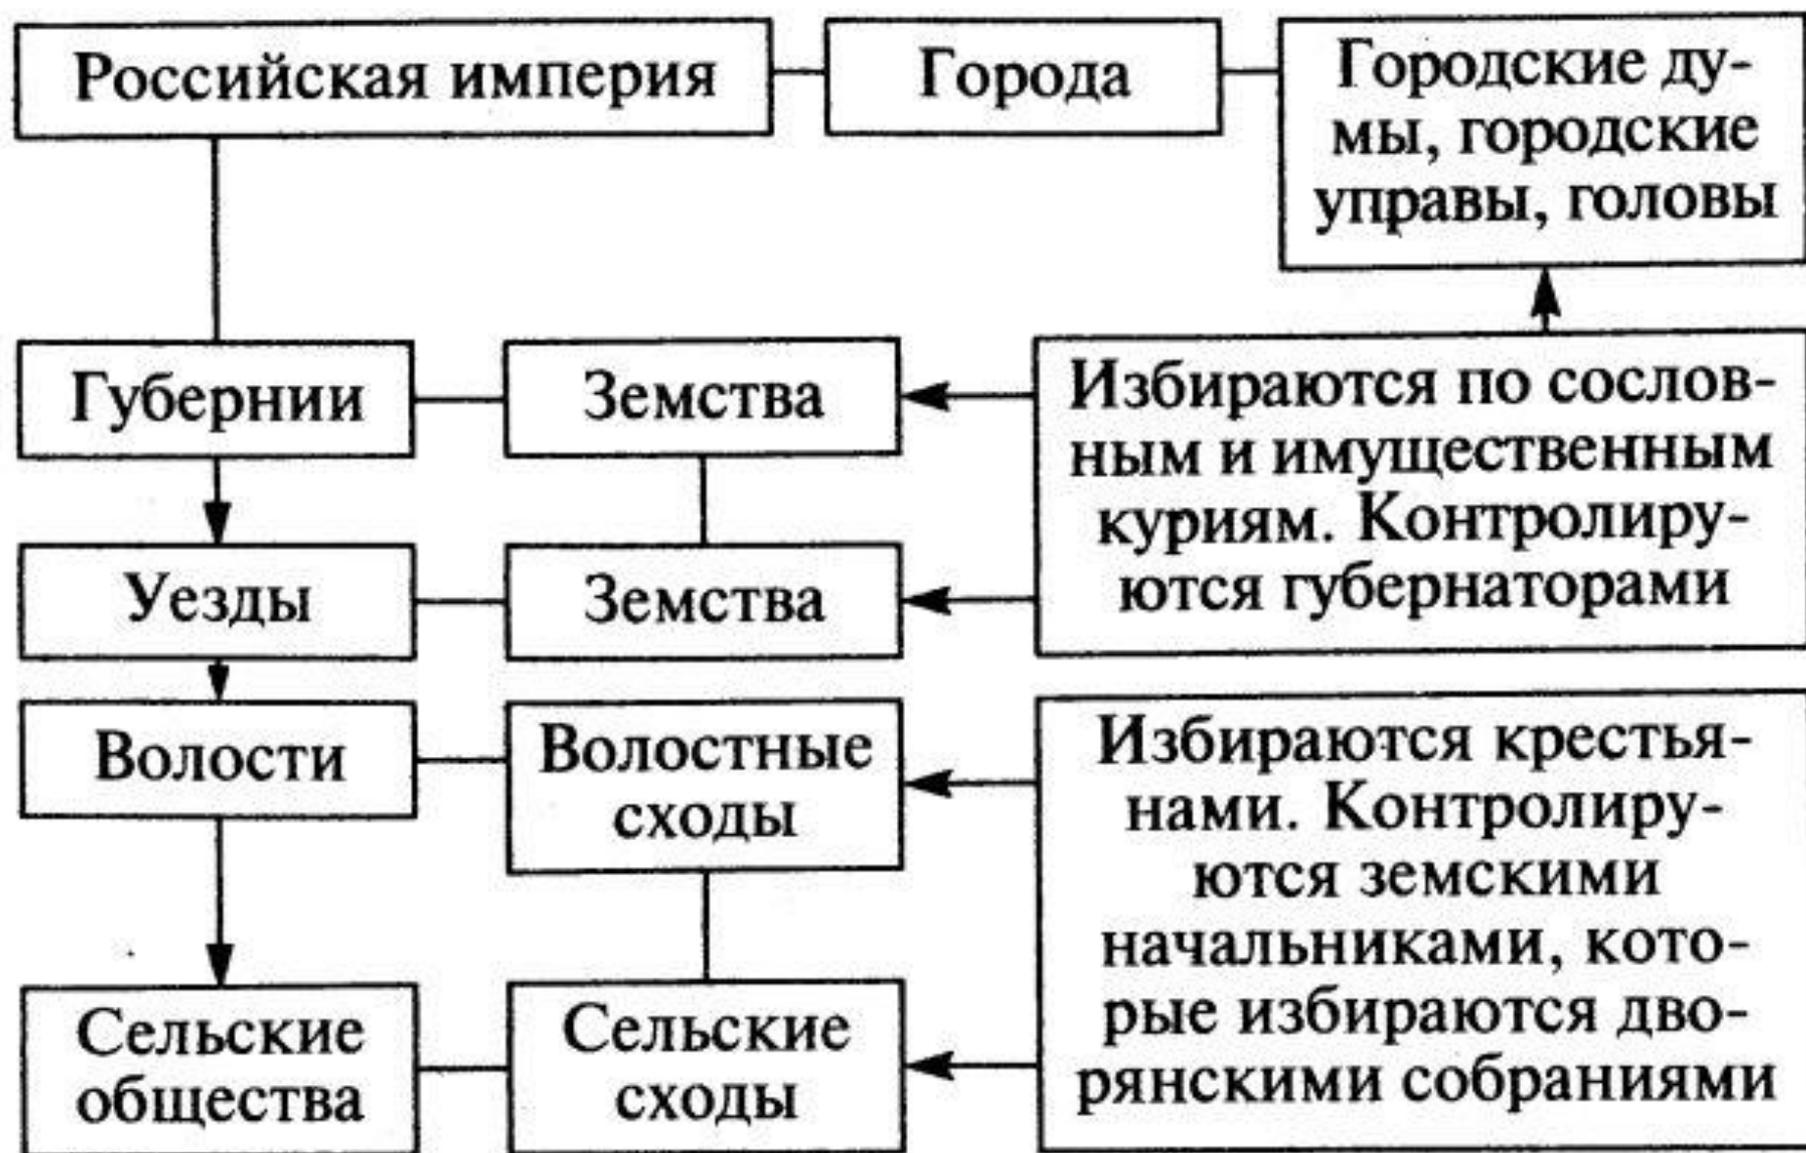 Российская империя
Города
Городские ду-
мы, городские
управы, головы
Губернии
Земства
Избираются по сослов-
ным и имущественным
куриям. Контролиру-
ются губернаторами
Уезды
Земства
Волости
Волостные
сходы
Избираются крестья-
нами. Контролиру-
ются земскими
начальниками, кото-
рые избираются дво-
рянскими собраниями
Сельские
общества
Сельские
сходы